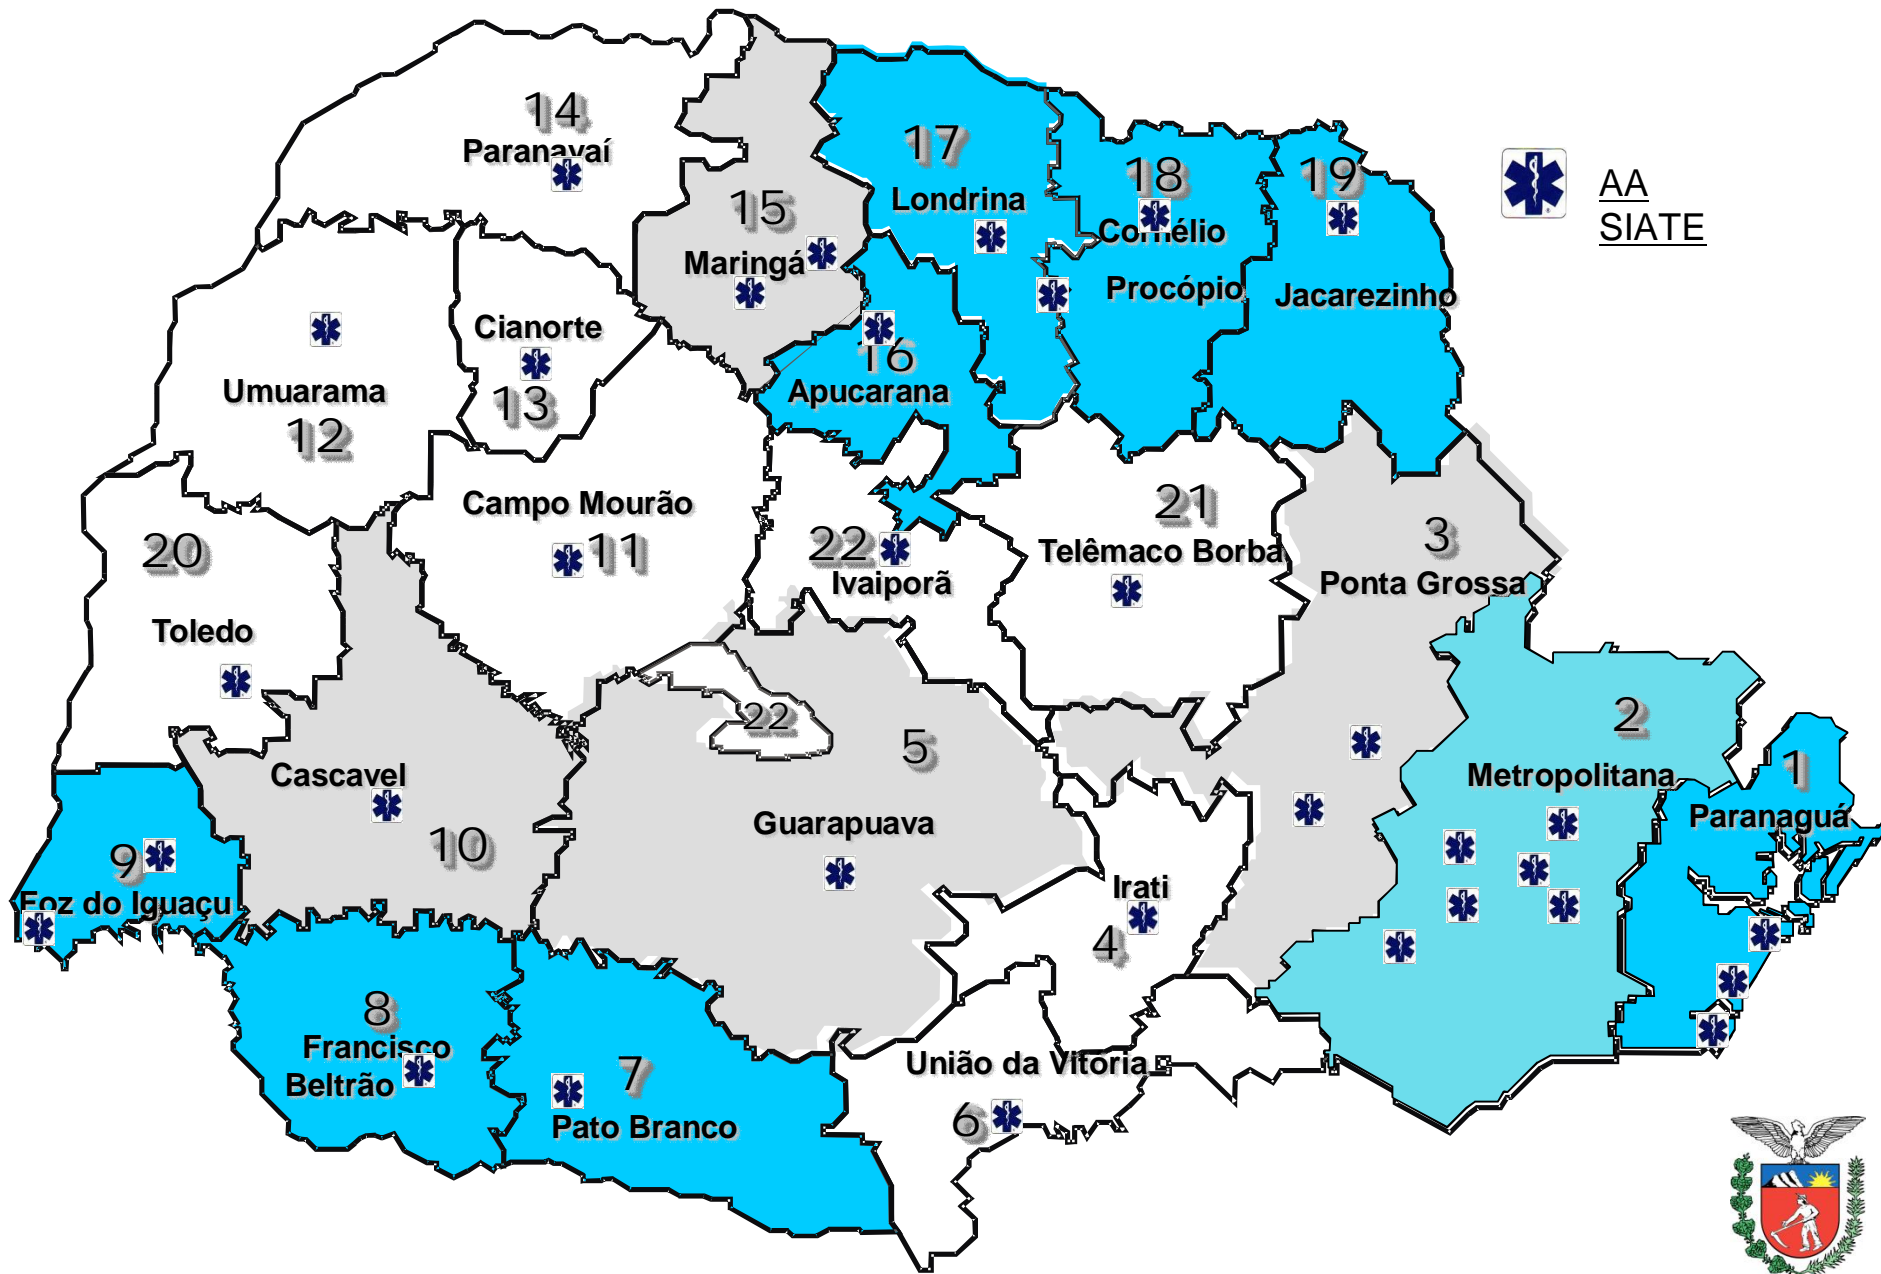 14
Paranavaí
17
Londrina
18
Cornélio
Procópio
19
Jacarezinho
AA
SIATE
15
Maringá
Cianorte
13
Umuarama
12
16
Apucarana
Campo Mourão
11
20
Toledo
22
Ivaiporã
21
Telêmaco Borba
3
Ponta Grossa
22
5
Guarapuava
2
Metropolitana
1
Paranaguá
Cascavel
10
9
Foz do Iguaçu
Irati
4
8
Francisco
Beltrão
7
Pato Branco
União da Vitória
6